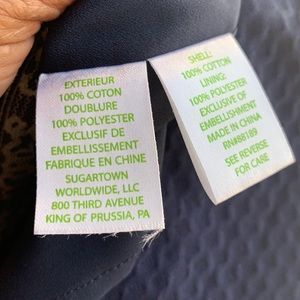 EXTERIEUR
100% COTON
DOUBLURE
100% POLYESTER
EXCLUSIF DE
EMBELLISSEMENT
FABRIQUE EN CHINE
SUGARTOWN
WORLDWIDE, LLC
800 THIRD AVENUE
KING OF PRUSSIA, PA
SHELL:
100% COTTON
LINING:
100% POLYESTER
EXCLUSIVE OF
EMBELLISHMENT
MADE IN CHINA
RN#88189
SEE REVERSE
FOR CARE